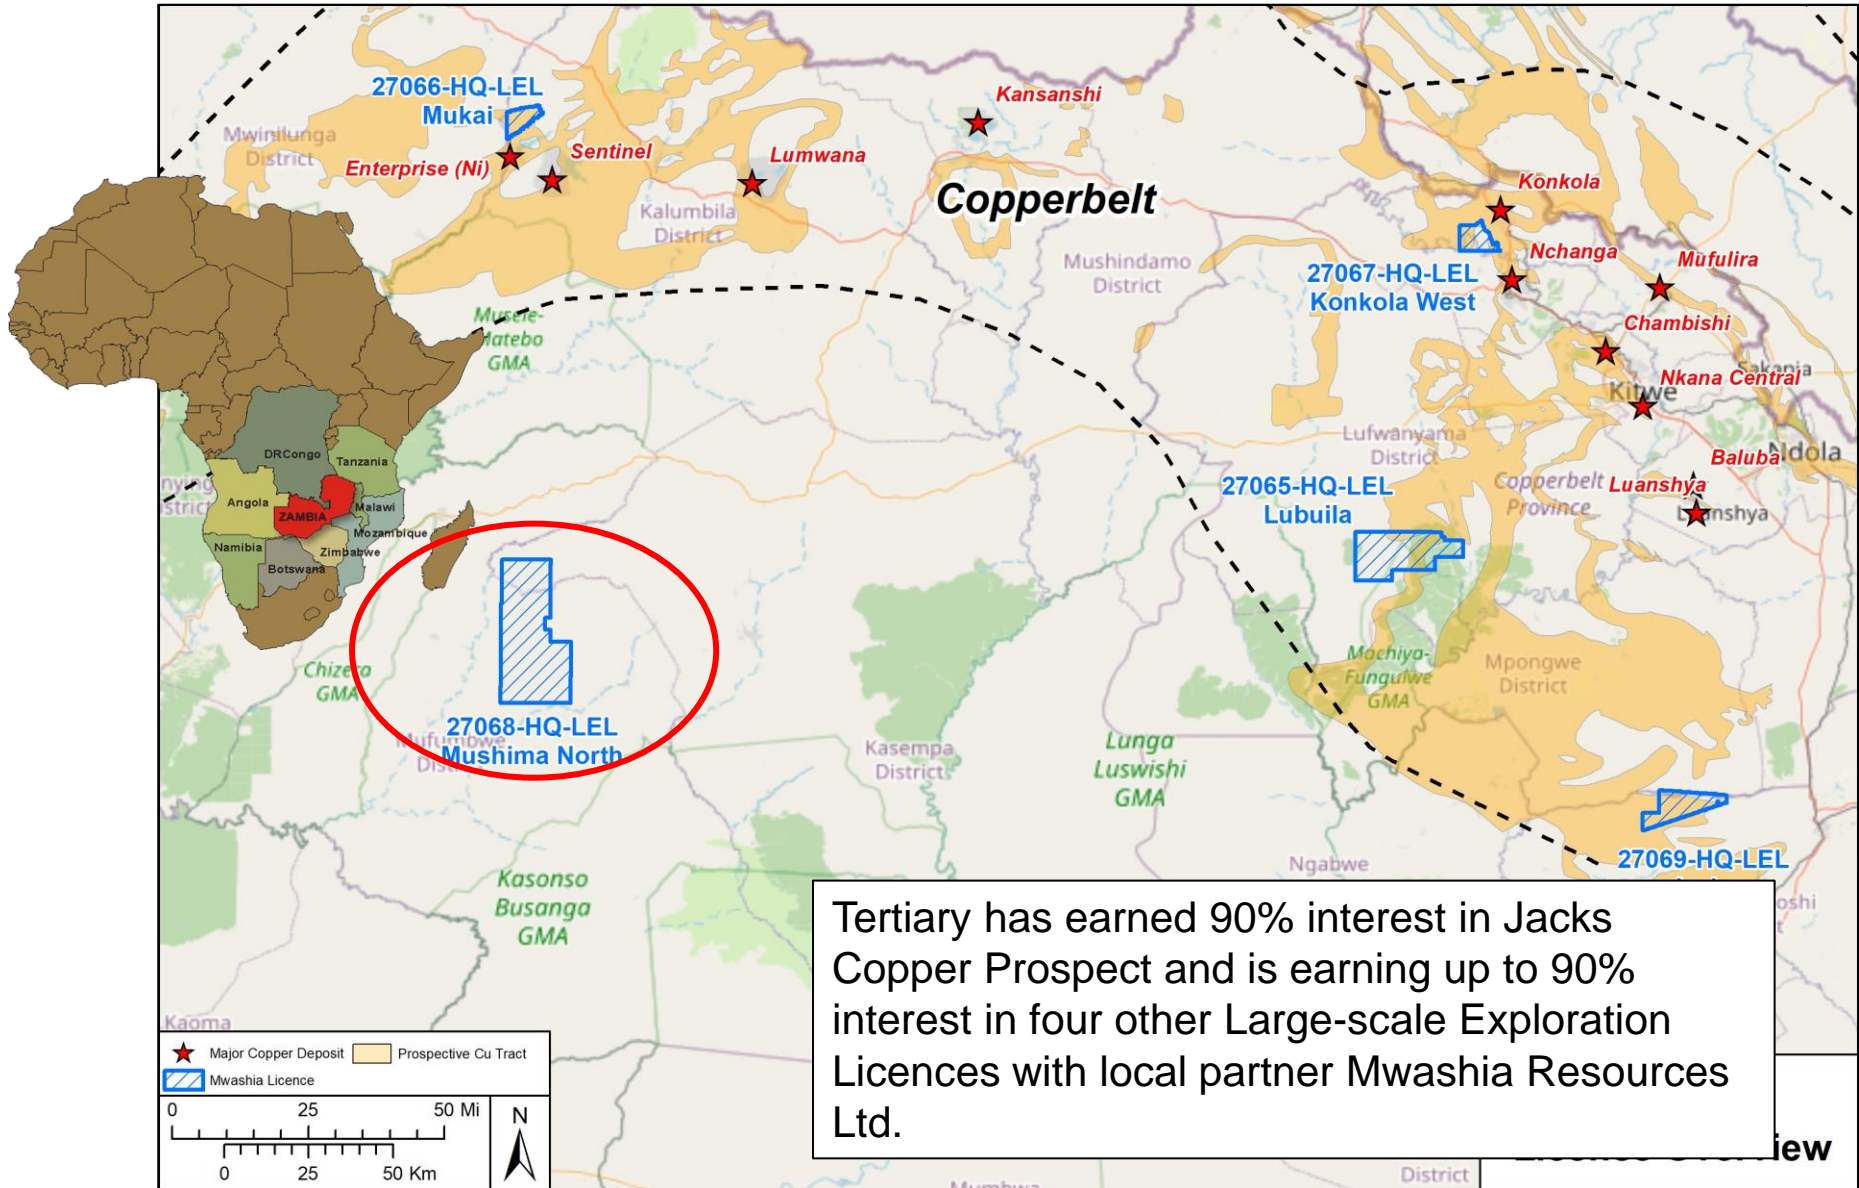 27066-HQ-LEL
Mukai
Mwinilunga
District
Enterprise (Ni)
Sentinel
Lumwana
Kansanshi
Kalumbila
District
Copperbelt
Mushindamo
District
Konkola
27067-HQ-LEL
Konkola West
Nchanga
Mufulira
Chambishi
Sakania
Nkana Central
Kitwe
Baluba
Ndola
Lufwanyama
District
27065-HQ-LEL
Lubuila
Copperbelt
Province
Luanshya
Luanshya
Musele-
Matebo
GMA
DRCongo
Tanzania
Angola
ZAMBIA
Malawi
Mozambique
Namibia
Zimbabwe
Botswana
Chizera
GMA
27068-HQ-LEL
Mushima North
Mufumbwe
District
Kasempa
District
Lunga
Luswishi
GMA
Machiya-
Fungulwe
GMA
Mpongwe
District
27069-HQ-LEL
Ngabwe
Kasonso
Busanga
GMA
Kaoma
Tertiary has earned 90% interest in Jacks
Copper Prospect and is earning up to 90%
interest in four other Large-scale Exploration
Licences with local partner Mwashia Resources
Ltd.
Major Copper Deposit
Prospective Cu Tract
Mwashia Licence
0 25 50 Mi
0 25 50 Km
N
District